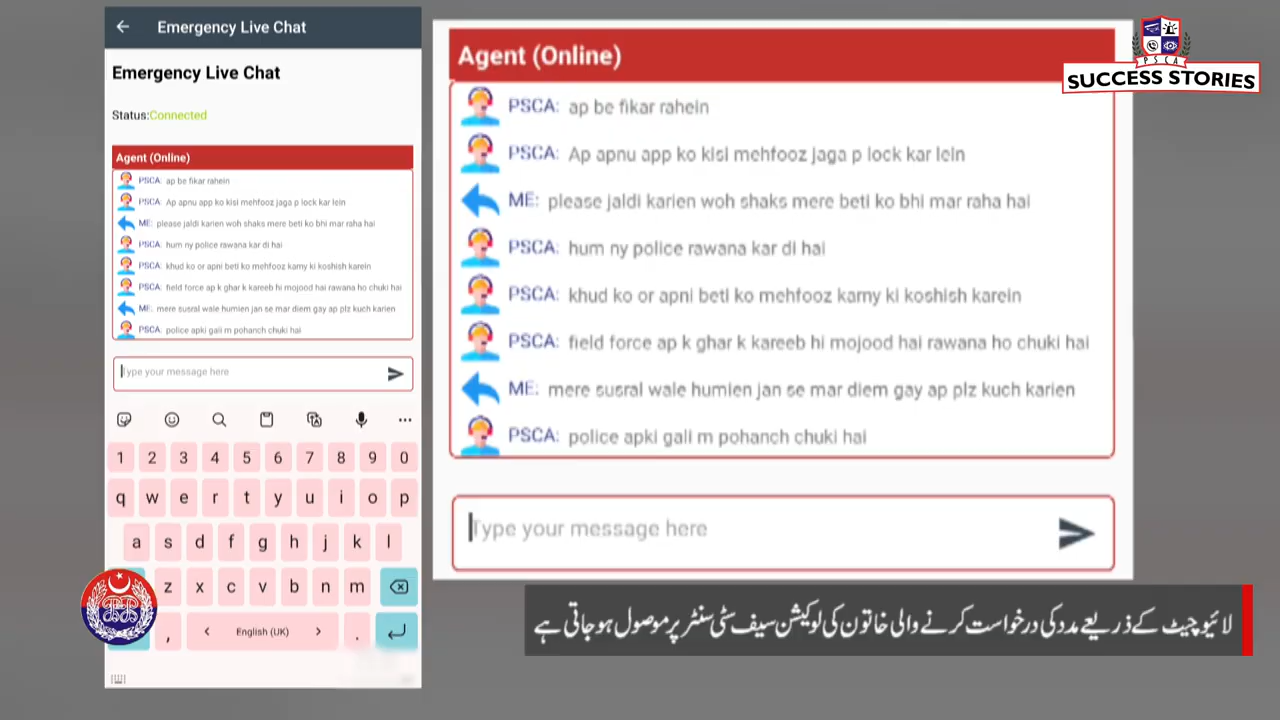 Emergency Live Chat
Emergency Live Chat
Status:Connected
Agent (Online)
PSCA: ap be fikar rahein
PSCA: Ap apnu app ko kisi mehfooz jaga p lock kar lein
ME: please jaldi karien woh shaks mere beti ko bhi mar raha hai
PSCA: hum ny police rawana kar di hai
PSCA: khud ko or apni beti ko mehfooz karny ki koshish karein
PSCA: field force ap k ghar k kareeb hi mojood hai rawana ho chuki hai
ME: mere susral wale humien jan se mar diem gay ap plz kuch karien
PSCA: police apki gali m pohanch chuki hai
Type your message here
1 2 3 4 5 6 7 8 9 0
q w e r t y u i o p
a s d f g h j k l
z x c v b n m
, < English (UK) > .
Agent (Online)
PSCA: ap be fikar rahein
PSCA: Ap apnu app ko kisi mehfooz jaga p lock kar lein
ME: please jaldi karien woh shaks mere beti ko bhi mar raha hai
PSCA: hum ny police rawana kar di hai
PSCA: khud ko or apni beti ko mehfooz karny ki koshish karein
PSCA: field force ap k ghar k kareeb hi mojood hai rawana ho chuki hai
ME: mere susral wale humien jan se mar diem gay ap plz kuch karien
PSCA: police apki gali m pohanch chuki hai
Type your message here
PSCA
SUCCESS STORIES
لائیو چیٹ کے ذریعے مدد کی درخواست کرنے والی خاتون کی لوکیشن سیف سٹی سنٹر پر موصول ہو جاتی ہے